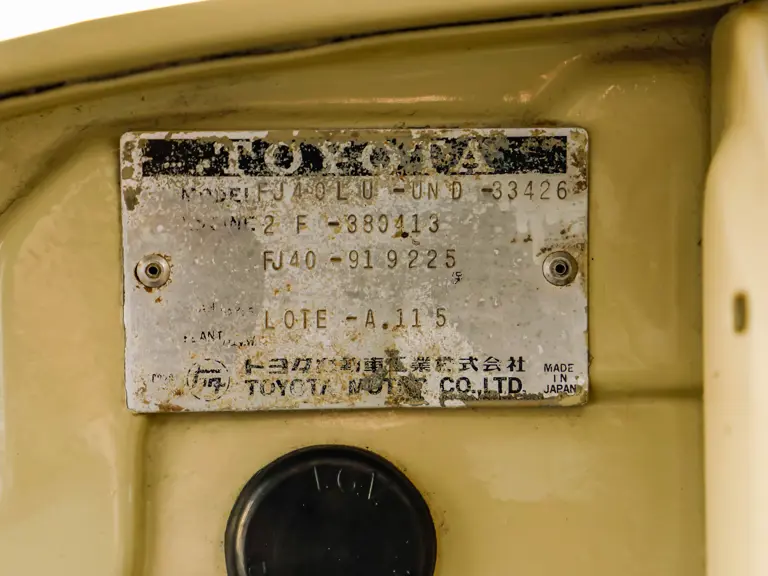 TOYOTA
MODEL FJ40LU-UND-33426
2 F -380413
FJ40-919225
LOTE -A.115
PLANT
トヨタ自動車工業株式会社
TOYOTA MOTOR CO.,LTD.
MADE
IN
JAPAN